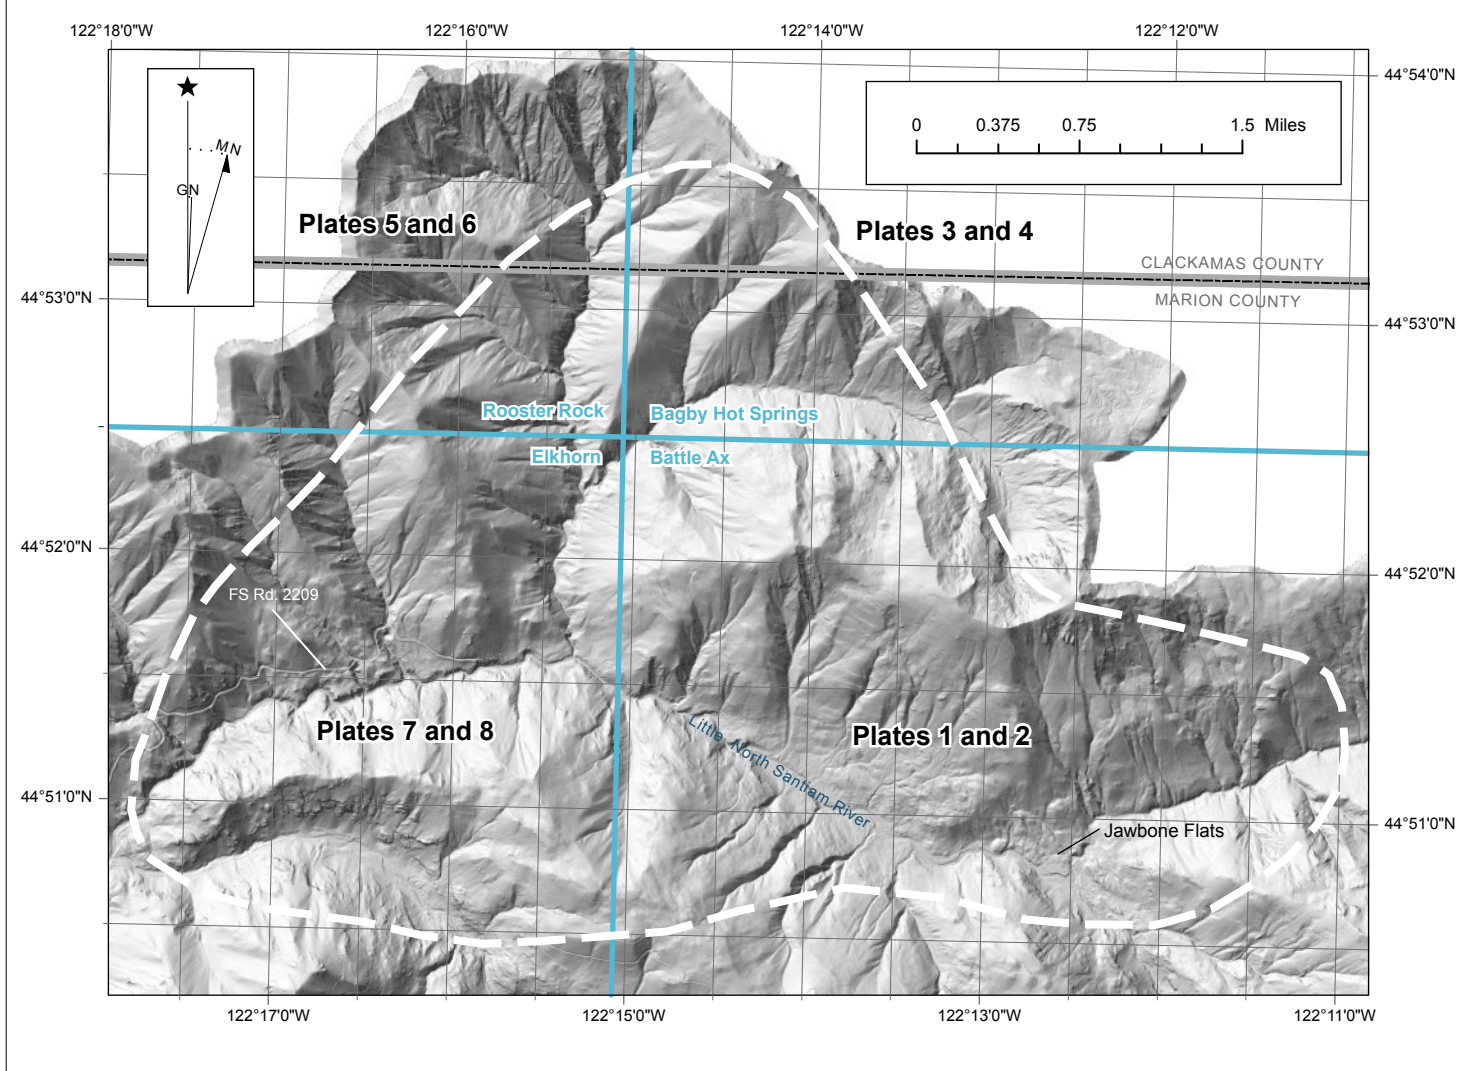 122°18'0"W 122°16'0"W 122°14'0"W 122°12'0"W
44°54'0"N
MN
GN
0 0.375 0.75 1.5 Miles
Plates 5 and 6
Plates 3 and 4
CLACKAMAS COUNTY
MARION COUNTY
44°53'0"N
44°53'0"N
Rooster Rock
Bagby Hot Springs
Elkhorn
Battle Ax
44°52'0"N
44°52'0"N
FS Rd. 2209
Plates 7 and 8
Plates 1 and 2
Little North Santiam River
44°51'0"N
44°51'0"N
Jawbone Flats
122°17'0"W 122°15'0"W 122°13'0"W 122°11'0"W